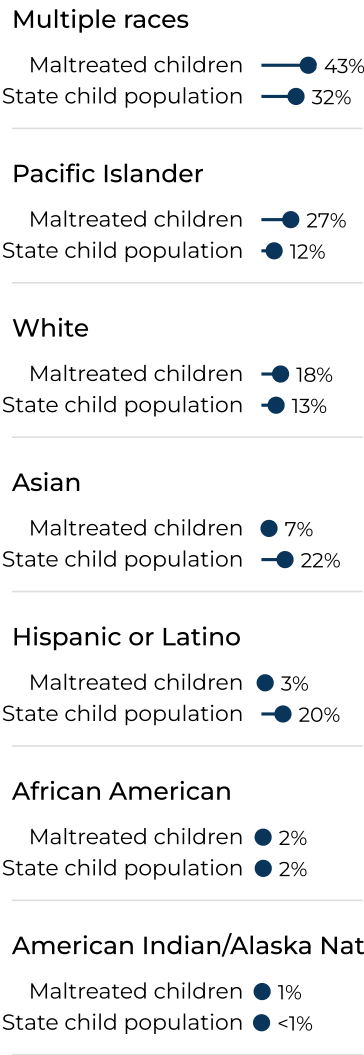 Multiple races
Maltreated children 43%
State child population 32%
Pacific Islander
Maltreated children 27%
State child population 12%
White
Maltreated children 18%
State child population 13%
Asian
Maltreated children 7%
State child population 22%
Hispanic or Latino
Maltreated children 3%
State child population 20%
African American
Maltreated children 2%
State child population 2%
American Indian/Alaska Nat
Maltreated children 1%
State child population <1%